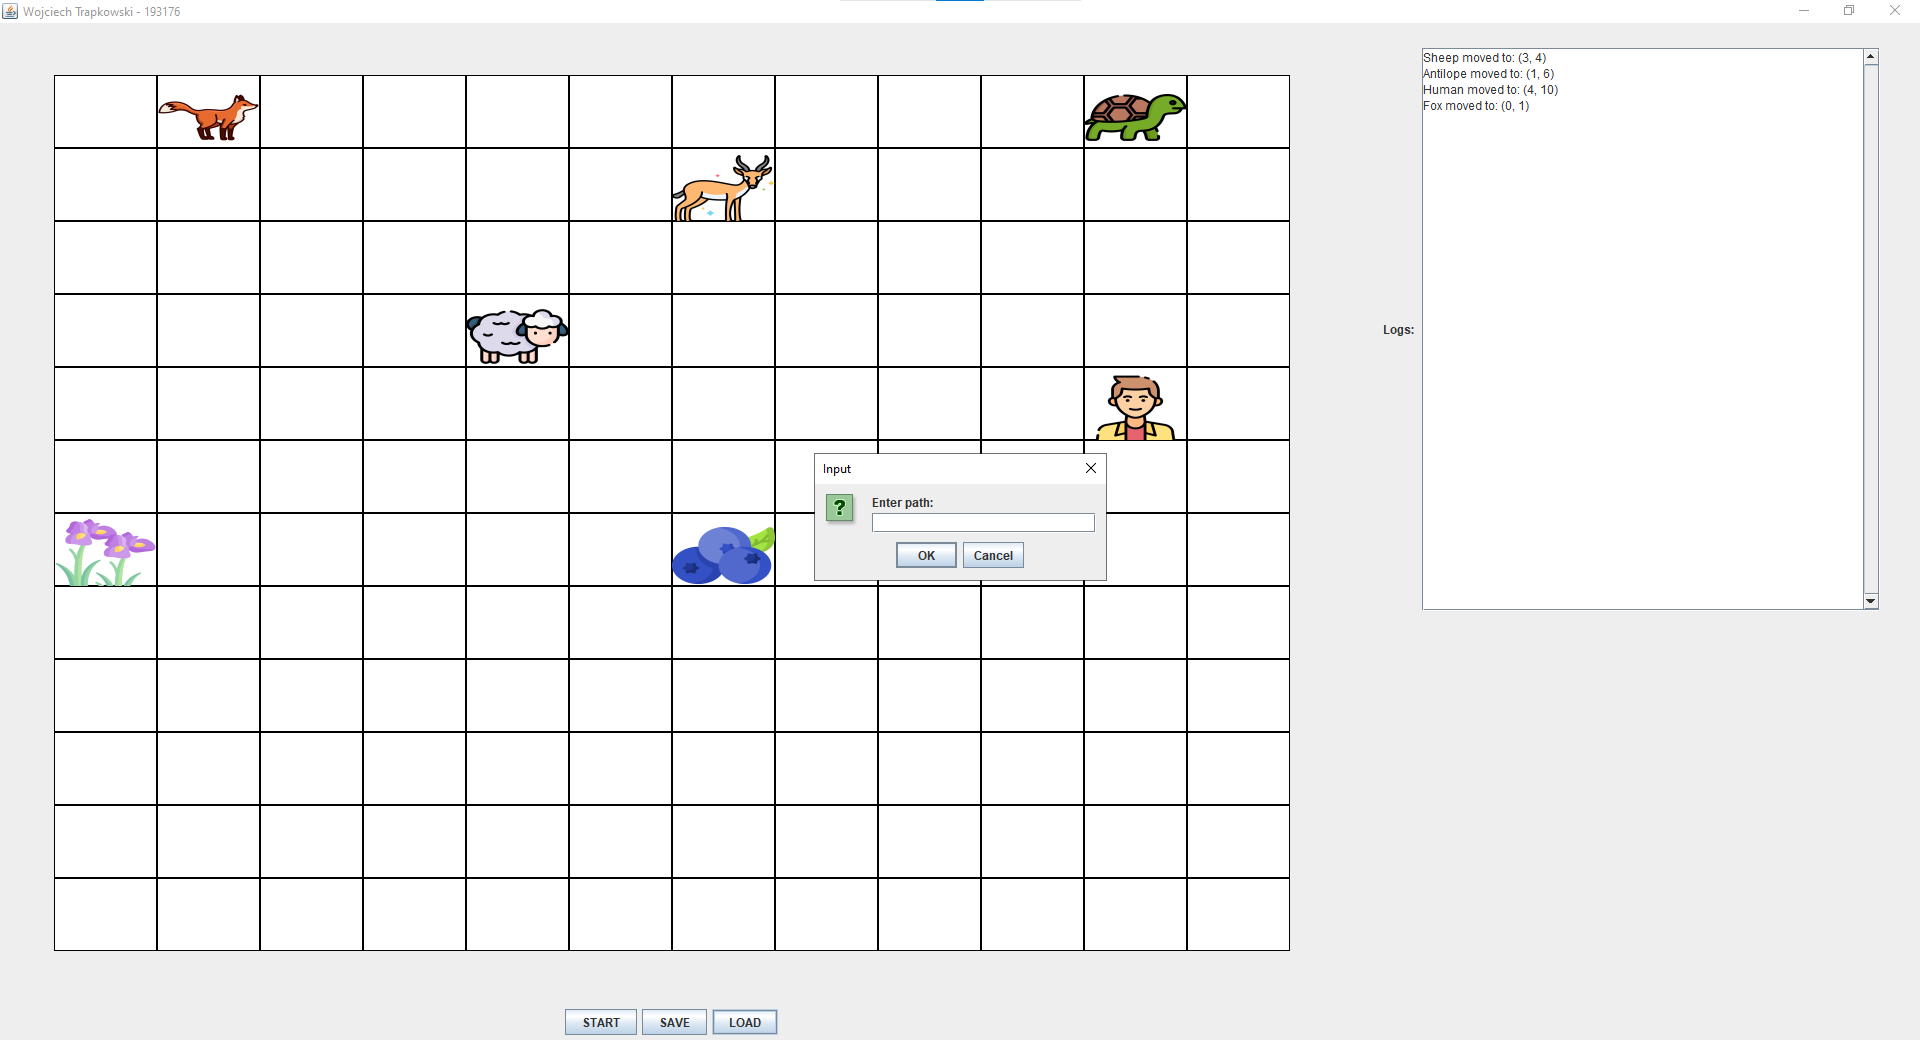 Wojciech Trapkowski - 193176
Sheep moved to: (3, 4)
Antilope moved to: (1, 6)
Human moved to: (4, 10)
Fox moved to: (0, 1)
Logs:
Input
?
Enter path:
OK Cancel
START SAVE LOAD